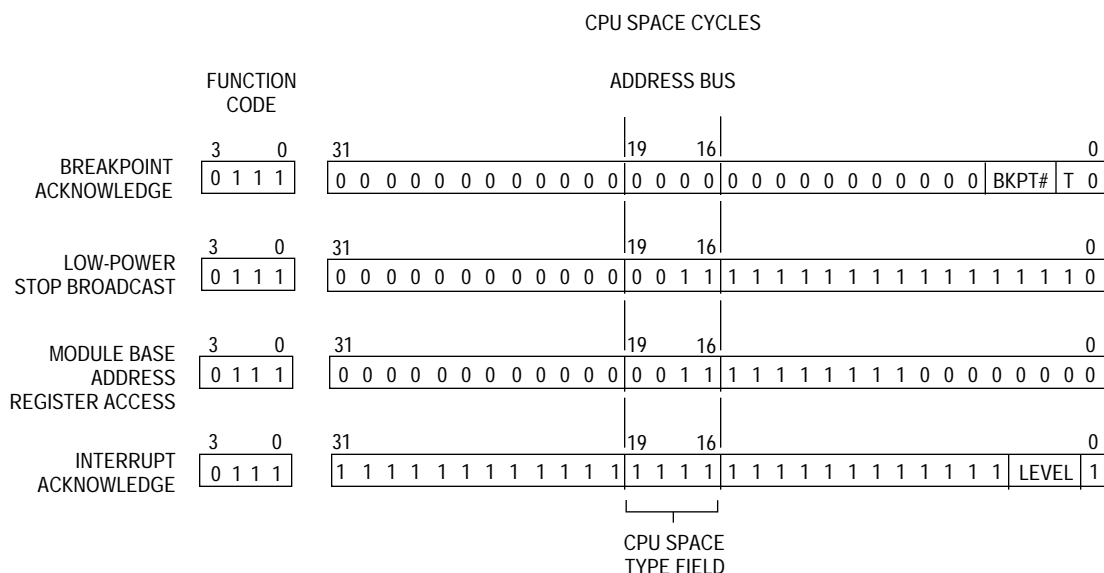 CPU SPACE CYCLES
FUNCTION
CODE
ADDRESS BUS
BREAKPOINT
ACKNOWLEDGE
3 0
0 1 1 1
31 19 16 0
0 0 0 0 0 0 0 0 0 0 0 0 0 0 0 0 0 0 0 0 0 0 0 0 0 0 0 BKPT# T 0
LOW-POWER
STOP BROADCAST
3 0
0 1 1 1
31 19 16 0
0 0 0 0 0 0 0 0 0 0 0 0 0 0 1 1 1 1 1 1 1 1 1 1 1 1 1 1 1 1 1 0
MODULE BASE
ADDRESS
REGISTER ACCESS
3 0
0 1 1 1
31 19 16 0
0 0 0 0 0 0 0 0 0 0 0 0 0 0 1 1 1 1 1 1 1 1 1 1 0 0 0 0 0 0 0 0
INTERRUPT
ACKNOWLEDGE
3 0
0 1 1 1
31 19 16 0
1 1 1 1 1 1 1 1 1 1 1 1 1 1 1 1 1 1 1 1 1 1 1 1 1 1 1 1 LEVEL 1
CPU SPACE
TYPE FIELD